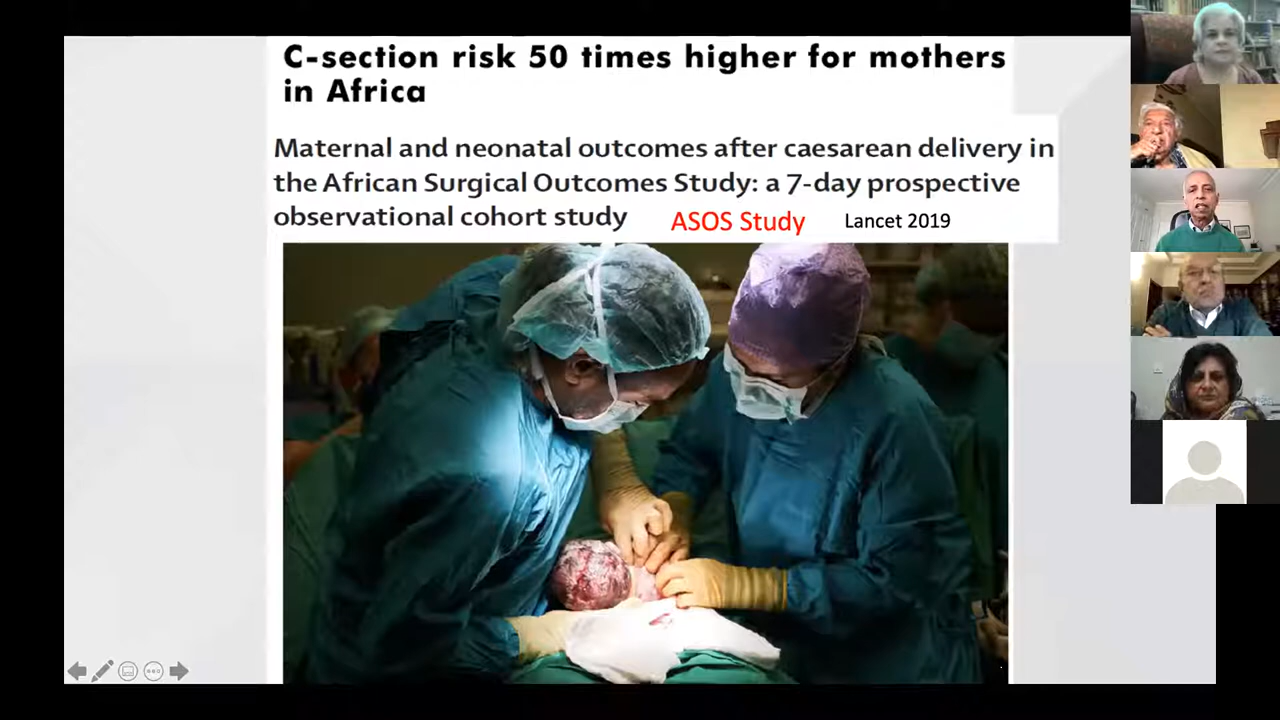 C-section risk 50 times higher for mothers
in Africa
Maternal and neonatal outcomes after caesarean delivery in
the African Surgical Outcomes Study: a 7-day prospective
observational cohort study ASOS Study Lancet 2019